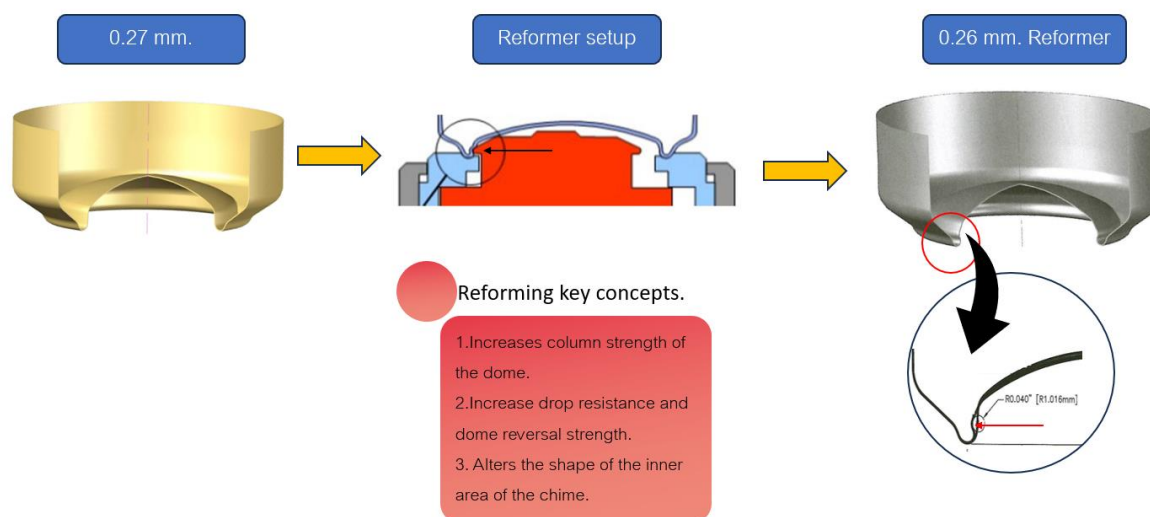 0.27 mm.
Reformer setup
0.26 mm. Reformer
Reforming key concepts.
1.Increases column strength of
the dome.
2.Increase drop resistance and
dome reversal strength.
3. Alters the shape of the inner
area of the chime.
R0.040" [R1.016mm]